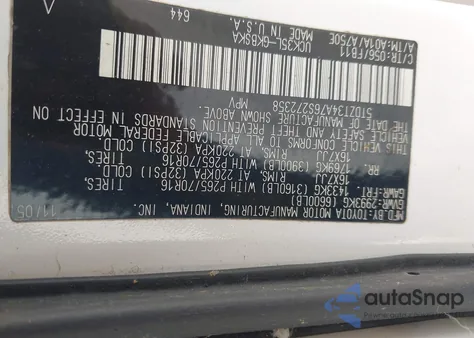 MFD.BY:TOYOTA MOTOR MANUFACTURING, INDIANA, INC. 11/05
GVWR:2993KG (6600LB)
GAWR:FRT. 1433KG (3160LB) WITH P265/70R16 TIRES,
16X7JJ RIMS, AT 220KPA (32PSI) COLD
RR. 1769KG (3900LB) WITH P265/70R16 TIRES,
16X7JJ RIMS, AT 220KPA (32PSI) COLD
THIS VEHICLE CONFORMS TO ALL APPLICABLE FEDERAL MOTOR
VEHICLE SAFETY AND THEFT PREVENTION STANDARDS
IN EFFECT ON THE DATE OF MANUFACTURE SHOWN ABOVE.
5TDZT34A76S272358 MPV
C/TR:056/FB11 UCK35L-GKBSKA 644
A/TM:A01A/A750E MADE IN U.S.A
autoSnap